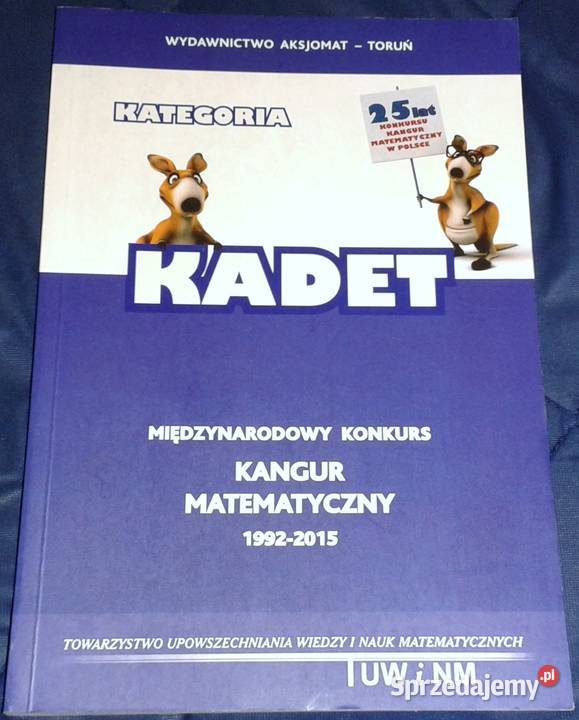 WYDAWNICTWO AKSJOMAT – TORUŃ
KATEGORIA
25 lat
KONKURSU
KANGUR
MATEMATYCZNY
W POLSCE
KADET
MIĘDZYNARODOWY KONKURS
KANGUR
MATEMATYCZNY
1992-2015
TOWARZYSTWO UPOWSZECHNIANIA WIEDZY I NAUK MATEMATYCZNYCH
TUW i NM
Sprzedajemy.pl